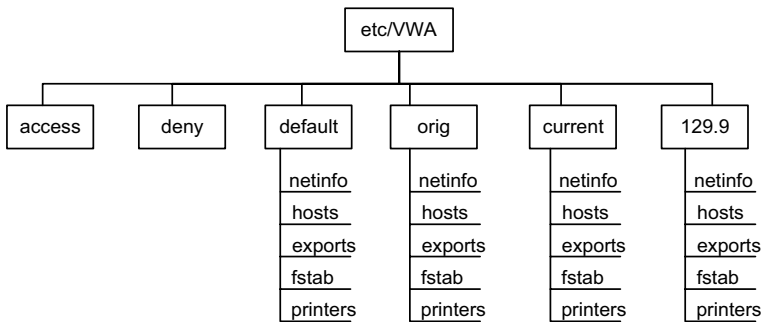 etc/VWA
access deny default orig current 129.9
netinfo netinfo netinfo netinfo
hosts hosts hosts hosts
exports exports exports exports
fstab fstab fstab fstab
printers printers printers printers